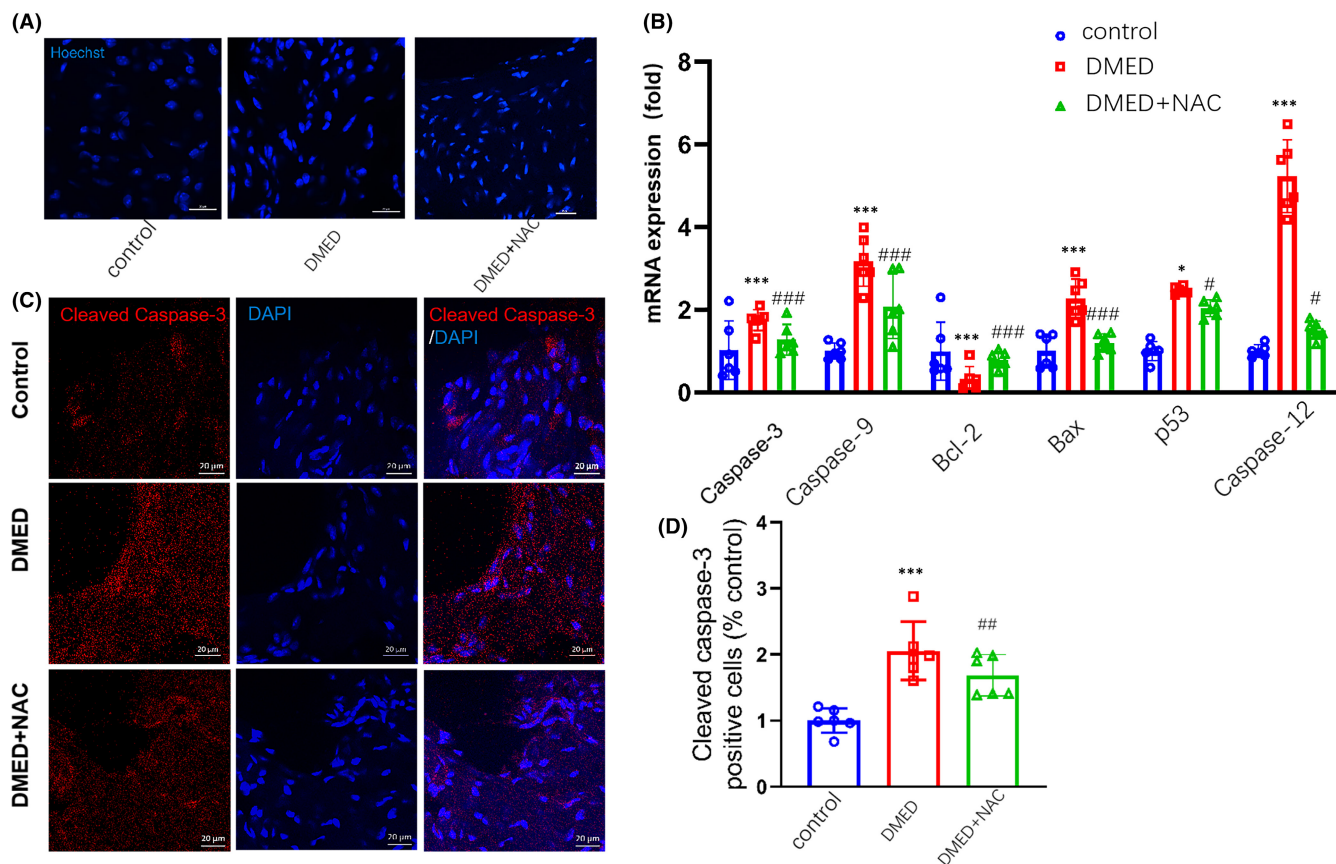 (A)
Hoechst
control
DMED
DMED+NAC
(B)
control
DMED
DMED+NAC
mRNA expression (fold)
8
6
4
2
0
***
###
***
###
***
###
***
###
*
#
***
#
Caspase-3
Caspase-9
Bcl-2
Bax
p53
Caspase-12
(C)
Cleaved Caspase-3
DAPI
Cleaved Caspase-3
/DAPI
Control
20 µm
20 µm
20 µm
DMED
20 µm
20 µm
20 µm
DMED+NAC
20 µm
20 µm
20 µm
(D)
Cleaved caspase-3
positive cells (% control)
4
3
2
1
0
***
##
control
DMED
DMED+NAC